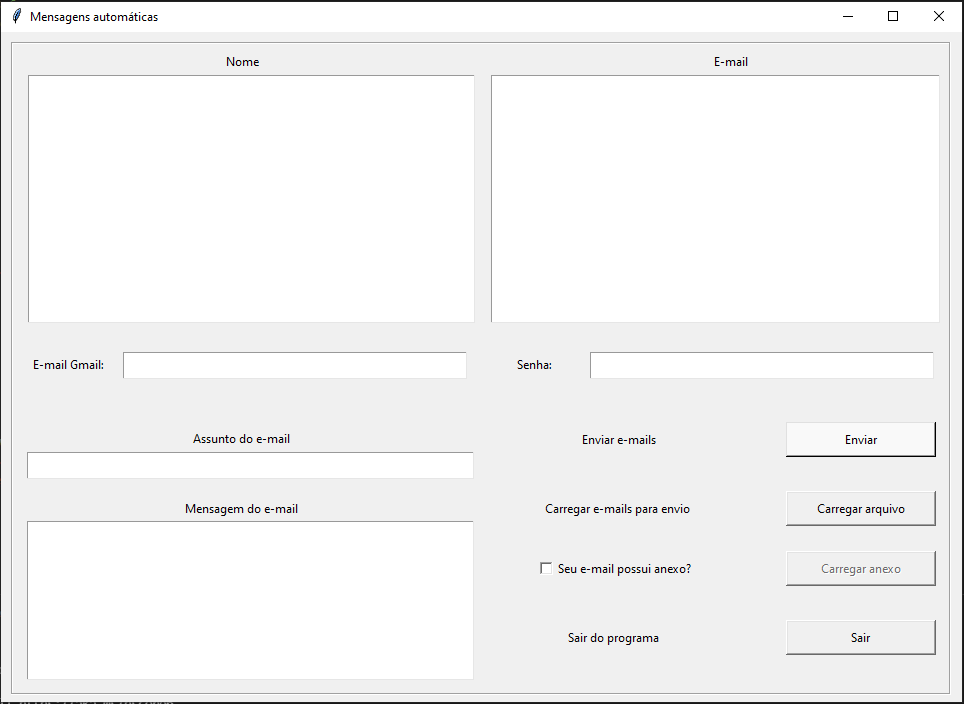 Mensagens automáticas
Nome
E-mail
E-mail Gmail:
Senha:
Assunto do e-mail
Enviar e-mails
Enviar
Mensagem do e-mail
Carregar e-mails para envio
Carregar arquivo
Seu e-mail possui anexo?
Carregar anexo
Sair do programa
Sair